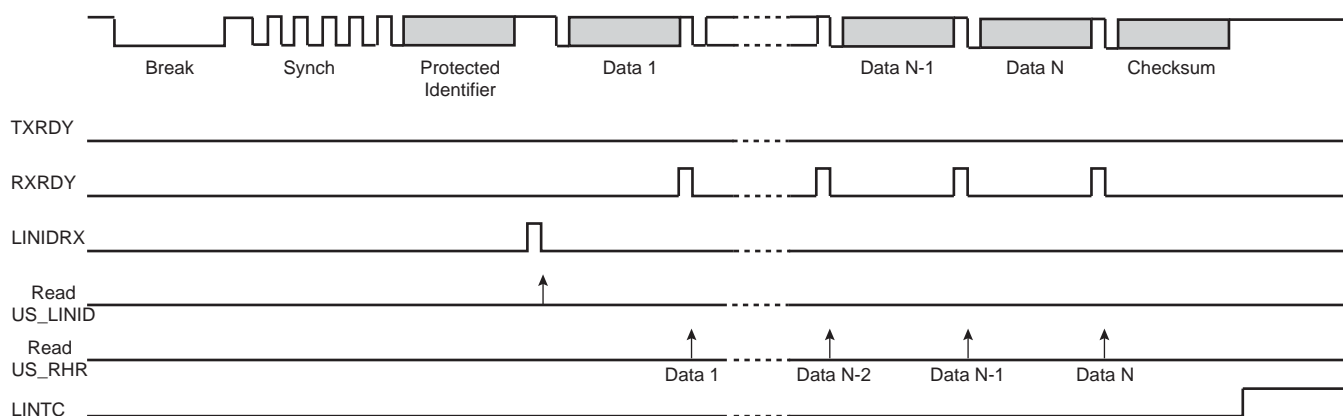 Break
Synch
Protected
Identifier
Data 1
Data N-1
Data N
Checksum
TXRDY
RXRDY
LINIDRX
Read
US_LINID
Read
US_RHR
Data 1
Data N-2
Data N-1
Data N
LINTC